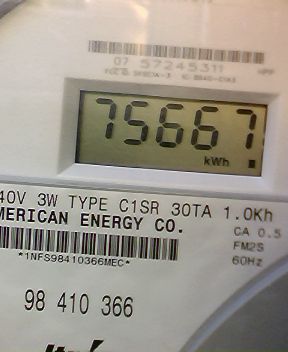 07 57245311
75667
kWh
40V 3W TYPE C1SR 30TA 1.0Kh
MERICAN ENERGY CO.
CA 0.5
FM2S
60Hz
*1NFS98410366MEC*
98 410 366